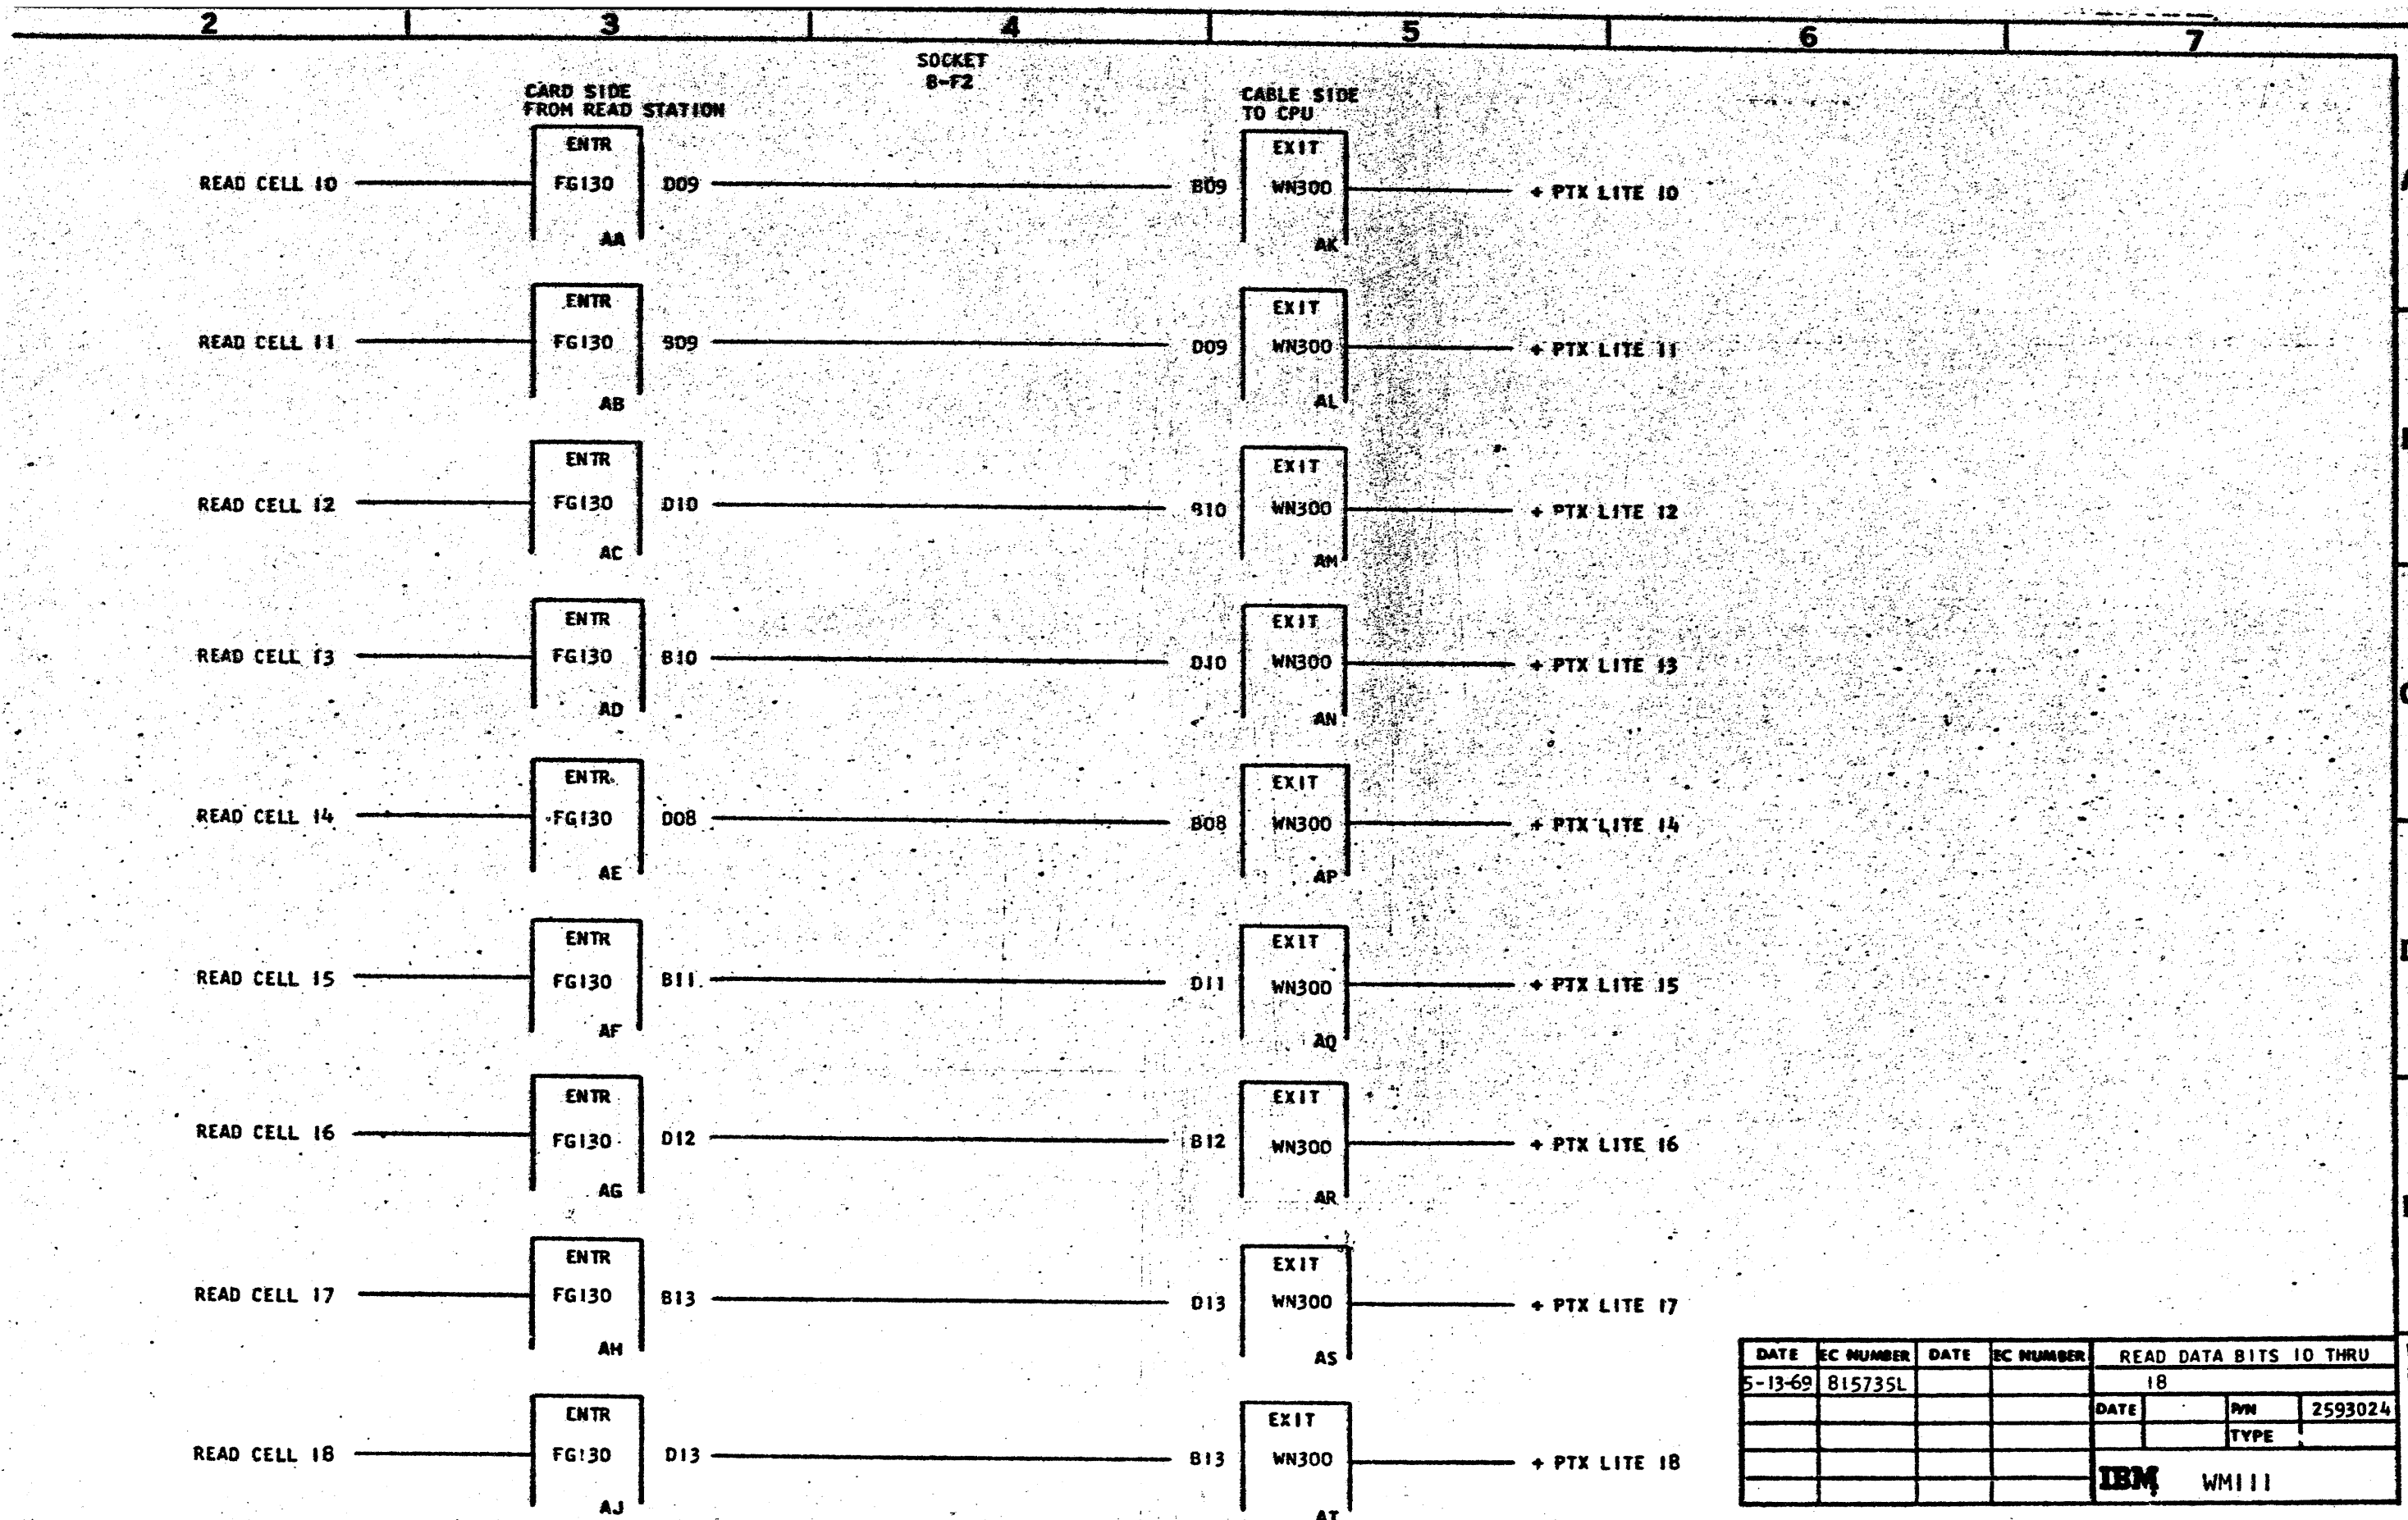 2 3 4 5 6 7
SOCKET
8-F2
CARD SIDE
FROM READ STATION
CABLE SIDE
TO CPU
ENTR EXIT
READ CELL 10 FG130 D09 B09 WN300 + PTX LITE 10
AA AK
ENTR EXIT
READ CELL 11 FG130 B09 D09 WN300 + PTX LITE 11
AB AL
ENTR EXIT
READ CELL 12 FG130 D10 B10 WN300 + PTX LITE 12
AC AM
ENTR EXIT
READ CELL 13 FG130 B10 D10 WN300 + PTX LITE 13
AD AN
ENTR EXIT
READ CELL 14 FG130 D08 B08 WN300 + PTX LITE 14
AE AP
ENTR EXIT
READ CELL 15 FG130 B11 D11 WN300 + PTX LITE 15
AF AQ
ENTR EXIT
READ CELL 16 FG130 D12 B12 WN300 + PTX LITE 16
AG AR
ENTR EXIT
READ CELL 17 FG130 B13 D13 WN300 + PTX LITE 17
AH AS
ENTR EXIT
READ CELL 18 FG130 D13 B13 WN300 + PTX LITE 18
AJ AT
DATE EC NUMBER DATE EC NUMBER READ DATA BITS 10 THRU
5-13-69 815735L 18
DATE P/N 2593024
TYPE
IBM WM111